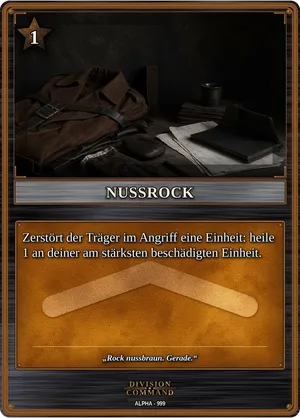 1
NUSSROCK
Zerstört der Träger im Angriff eine Einheit: heile
1 an deiner am stärksten beschädigten Einheit.
„Rock nussbraun. Gerade.“
DIVISION
COMMAND
ALPHA - 999